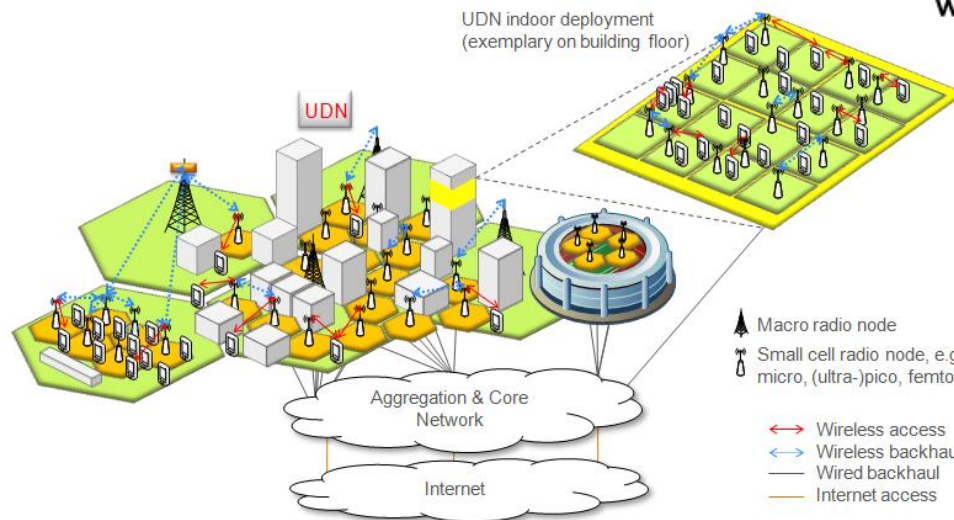 UDN indoor deployment
(exemplary on building floor)
UDN
Macro radio node
Small cell radio node, e.g
micro, (ultra-)pico, femto
Aggregation & Core
Network
Wireless access
Wireless backhau
Wired backhaul
Internet access
Internet